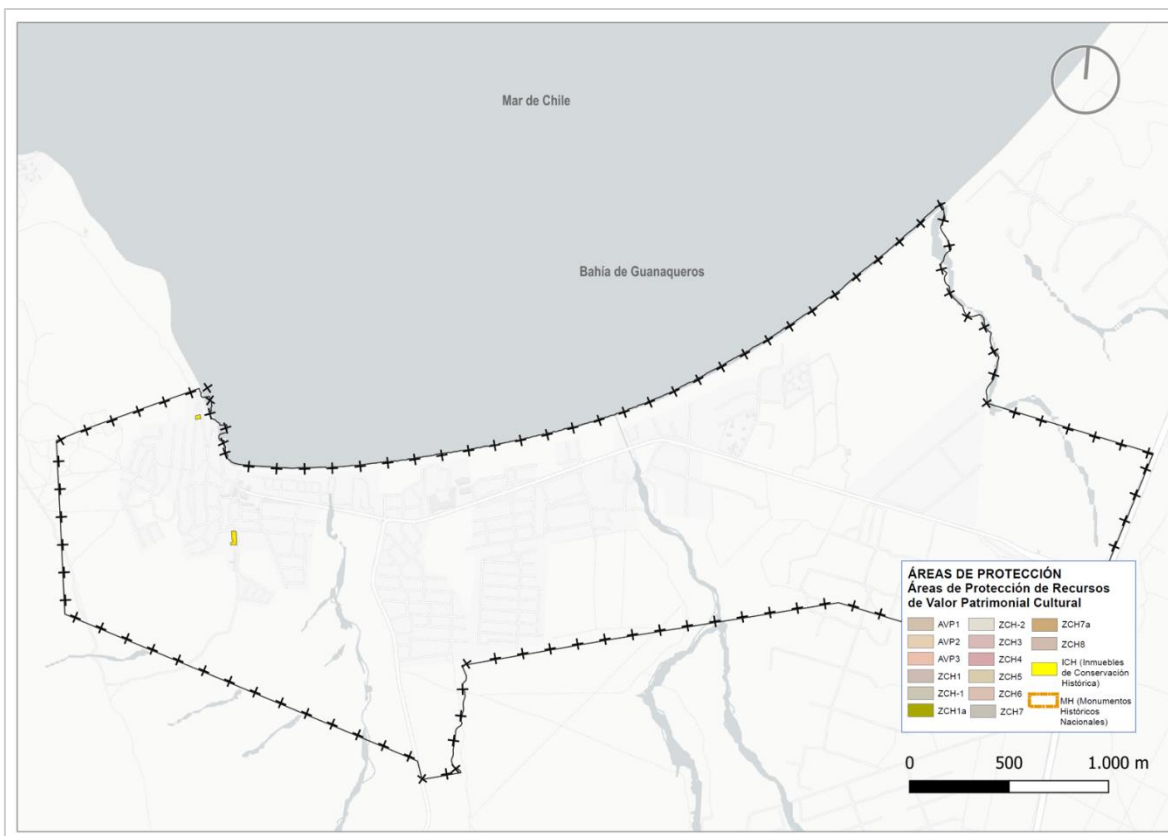 Mar de Chile
Bahía de Guanaqueros
ÁREAS DE PROTECCIÓN
Áreas de Protección de Recursos
de Valor Patrimonial Cultural
AVP1
AVP2
AVP3
ZCH1
ZCH-1
ZCH1a
ZCH-2
ZCH3
ZCH4
ZCH5
ZCH6
ZCH7
ZCH7a
ZCH8
ICH (Inmuebles
de Conservación
Histórica)
MH (Monumentos
Históricos
Nacionales)
0 500 1.000 m